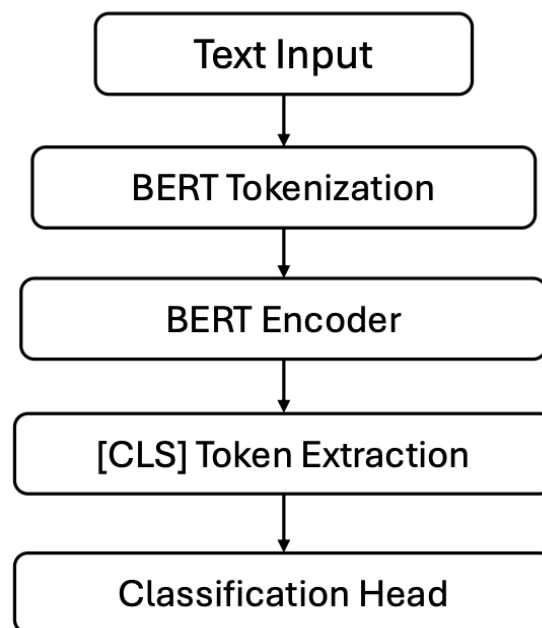 Text Input
BERT Tokenization
BERT Encoder
[CLS] Token Extraction
Classification Head